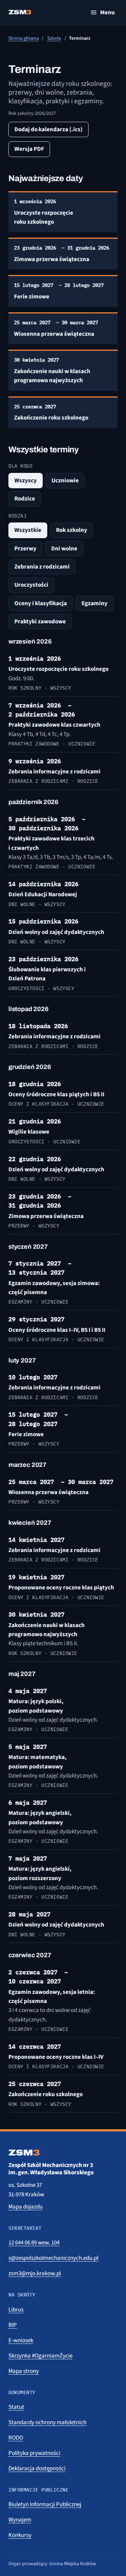 ZSM3
Menu
Strona główna / Szkoła / Terminarz
Terminarz
Najważniejsze daty roku szkolnego:
przerwy, dni wolne, zebrania,
klasyfikacja, praktyki i egzaminy.
Rok szkolny 2026/2027
Dodaj do kalendarza (.ics)
Wersja PDF
Najważniejsze daty
1 września 2026
Uroczyste rozpoczęcie
roku szkolnego
23 grudnia 2026 – 31 grudnia 2026
Zimowa przerwa świąteczna
15 lutego 2027 – 28 lutego 2027
Ferie zimowe
25 marca 2027 – 30 marca 2027
Wiosenna przerwa świąteczna
30 kwietnia 2027
Zakończenie nauki w klasach
programowo najwyższych
25 czerwca 2027
Zakończenie roku szkolnego
Wszystkie terminy
DLA KOGO
Wszyscy
Uczniowie
Rodzice
RODZAJ
Wszystkie
Rok szkolny
Przerwy
Dni wolne
Zebrania z rodzicami
Uroczystości
Oceny i klasyfikacja
Egzaminy
Praktyki zawodowe
wrzesień 2026
1 września 2026
Uroczyste rozpoczęcie roku szkolnego
Godz. 9:00.
ROK SZKOLNY · WSZYSCY
7 września 2026 –
2 października 2026
Praktyki zawodowe klas czwartych
Klasy 4 Tb, 4 Td, 4 Tc, 4 Tp.
PRAKTYKI ZAWODOWE · UCZNIOWIE
9 września 2026
Zebrania informacyjne z rodzicami
ZEBRANIA Z RODZICAMI · RODZICE
październik 2026
5 października 2026 –
30 października 2026
Praktyki zawodowe klas trzecich
i czwartych
Klasy 3 Ta/d, 3 Tb, 3 Tm/s, 3 Tp, 4 Ta/m, 4 Ts.
PRAKTYKI ZAWODOWE · UCZNIOWIE
14 października 2026
Dzień Edukacji Narodowej
DNI WOLNE · WSZYSCY
15 października 2026
Dzień wolny od zajęć dydaktycznych
DNI WOLNE · WSZYSCY
23 października 2026
Ślubowanie klas pierwszych i
Dzień Patrona
UROCZYSTOŚCI · WSZYSCY
listopad 2026
18 listopada 2026
Zebrania informacyjne z rodzicami
ZEBRANIA Z RODZICAMI · RODZICE
grudzień 2026
18 grudnia 2026
Oceny śródroczne klas piątych i BS II
OCENY I KLASYFIKACJA · UCZNIOWIE
21 grudnia 2026
Wigilie klasowe
UROCZYSTOŚCI · UCZNIOWIE
22 grudnia 2026
Dzień wolny od zajęć dydaktycznych
DNI WOLNE · WSZYSCY
23 grudnia 2026 –
31 grudnia 2026
Zimowa przerwa świąteczna
PRZERWY · WSZYSCY
styczeń 2027
7 stycznia 2027 –
13 stycznia 2027
Egzamin zawodowy, sesja zimowa:
część pisemna
EGZAMINY · UCZNIOWIE
29 stycznia 2027
Oceny śródroczne klas I–IV, BS I i BS II
OCENY I KLASYFIKACJA · UCZNIOWIE
luty 2027
10 lutego 2027
Zebrania informacyjne z rodzicami
ZEBRANIA Z RODZICAMI · RODZICE
15 lutego 2027 –
28 lutego 2027
Ferie zimowe
PRZERWY · WSZYSCY
marzec 2027
25 marca 2027 – 30 marca 2027
Wiosenna przerwa świąteczna
PRZERWY · WSZYSCY
kwiecień 2027
14 kwietnia 2027
Zebrania informacyjne z rodzicami
ZEBRANIA Z RODZICAMI · RODZICE
19 kwietnia 2027
Proponowane oceny roczne klas piątych
OCENY I KLASYFIKACJA · UCZNIOWIE
30 kwietnia 2027
Zakończenie nauki w klasach
programowo najwyższych
Klasy piąte technikum i BS II.
ROK SZKOLNY · UCZNIOWIE
maj 2027
4 maja 2027
Matura: język polski,
poziom podstawowy
Dzień wolny od zajęć dydaktycznych.
EGZAMINY · UCZNIOWIE
5 maja 2027
Matura: matematyka,
poziom podstawowy
Dzień wolny od zajęć dydaktycznych.
EGZAMINY · UCZNIOWIE
6 maja 2027
Matura: język angielski,
poziom podstawowy
Dzień wolny od zajęć dydaktycznych.
EGZAMINY · UCZNIOWIE
7 maja 2027
Matura: język angielski,
poziom rozszerzony
Dzień wolny od zajęć dydaktycznych.
EGZAMINY · UCZNIOWIE
28 maja 2027
Dzień wolny od zajęć dydaktycznych
DNI WOLNE · WSZYSCY
czerwiec 2027
2 czerwca 2027 –
10 czerwca 2027
Egzamin zawodowy, sesja letnia:
część pisemna
3 i 4 czerwca to dni wolne od zajęć
dydaktycznych.
EGZAMINY · UCZNIOWIE
14 czerwca 2027
Proponowane oceny roczne klas I–IV
OCENY I KLASYFIKACJA · UCZNIOWIE
25 czerwca 2027
Zakończenie roku szkolnego
ROK SZKOLNY · WSZYSCY
ZSM3
Zespół Szkół Mechanicznych nr 3
im. gen. Władysława Sikorskiego
os. Szkolne 37
31-978 Kraków
Mapa dojazdu
SEKRETARIAT
12 644 06 89 wew. 104
s@zespolszkolmechanicznych.edu.pl
zsm3@mjo.krakow.pl
NA SKRÓTY
Librus
BIP
E-wniosek
Skrzynka #OgarniamŻycie
Mapa strony
DOKUMENTY
Statut
Standardy ochrony małoletnich
RODO
Polityka prywatności
Deklaracja dostępności
INFORMACJE PUBLICZNE
Biuletyn Informacji Publicznej
Wynajem
Konkursy
Organ prowadzący: Gmina Miejska Kraków